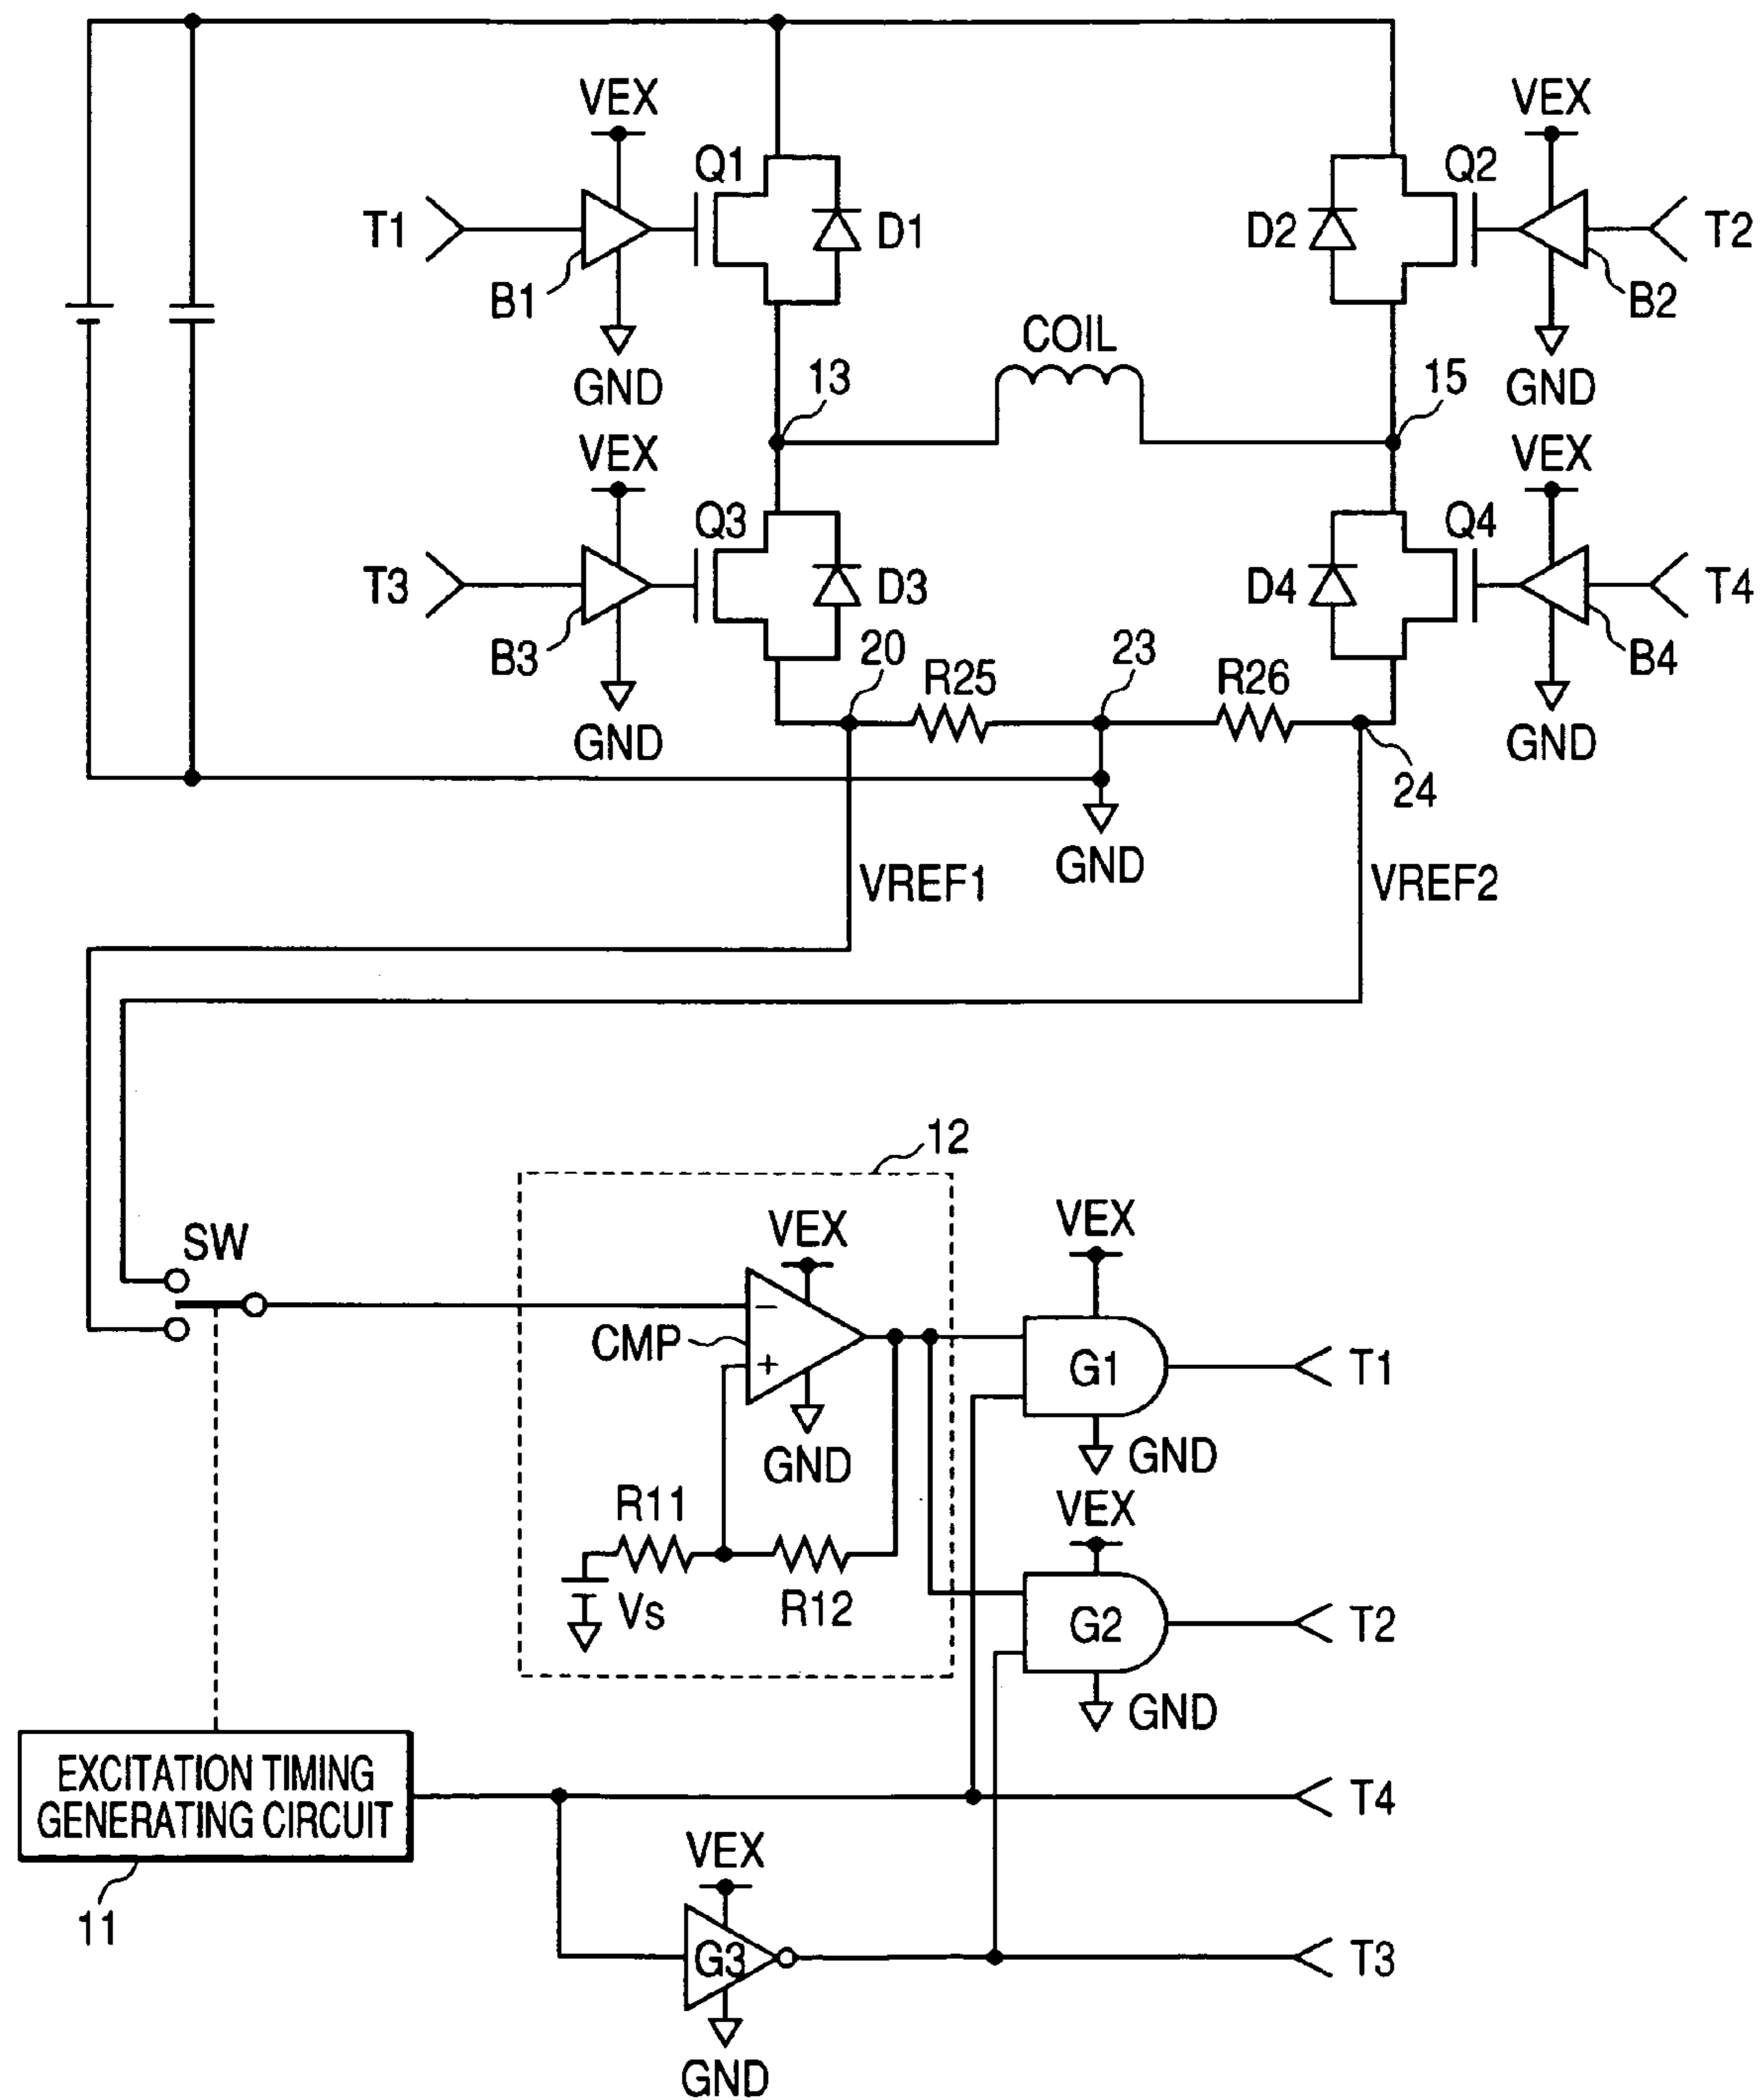 VEX
VEX
Q1
Q2
T1
D1
D2
T2
B1
B2
COIL
GND
13
15
GND
VEX
VEX
Q3
Q4
T3
D3
D4
T4
B3
20
R25
23
R26
B4
GND
GND
24
GND
VREF1
VREF2
12
SW
VEX
VEX
CMP
−
+
G1
T1
GND
GND
R11
VEX
Vs
R12
G2
T2
GND
EXCITATION TIMING
GENERATING CIRCUIT
T4
11
VEX
G3
T3
GND